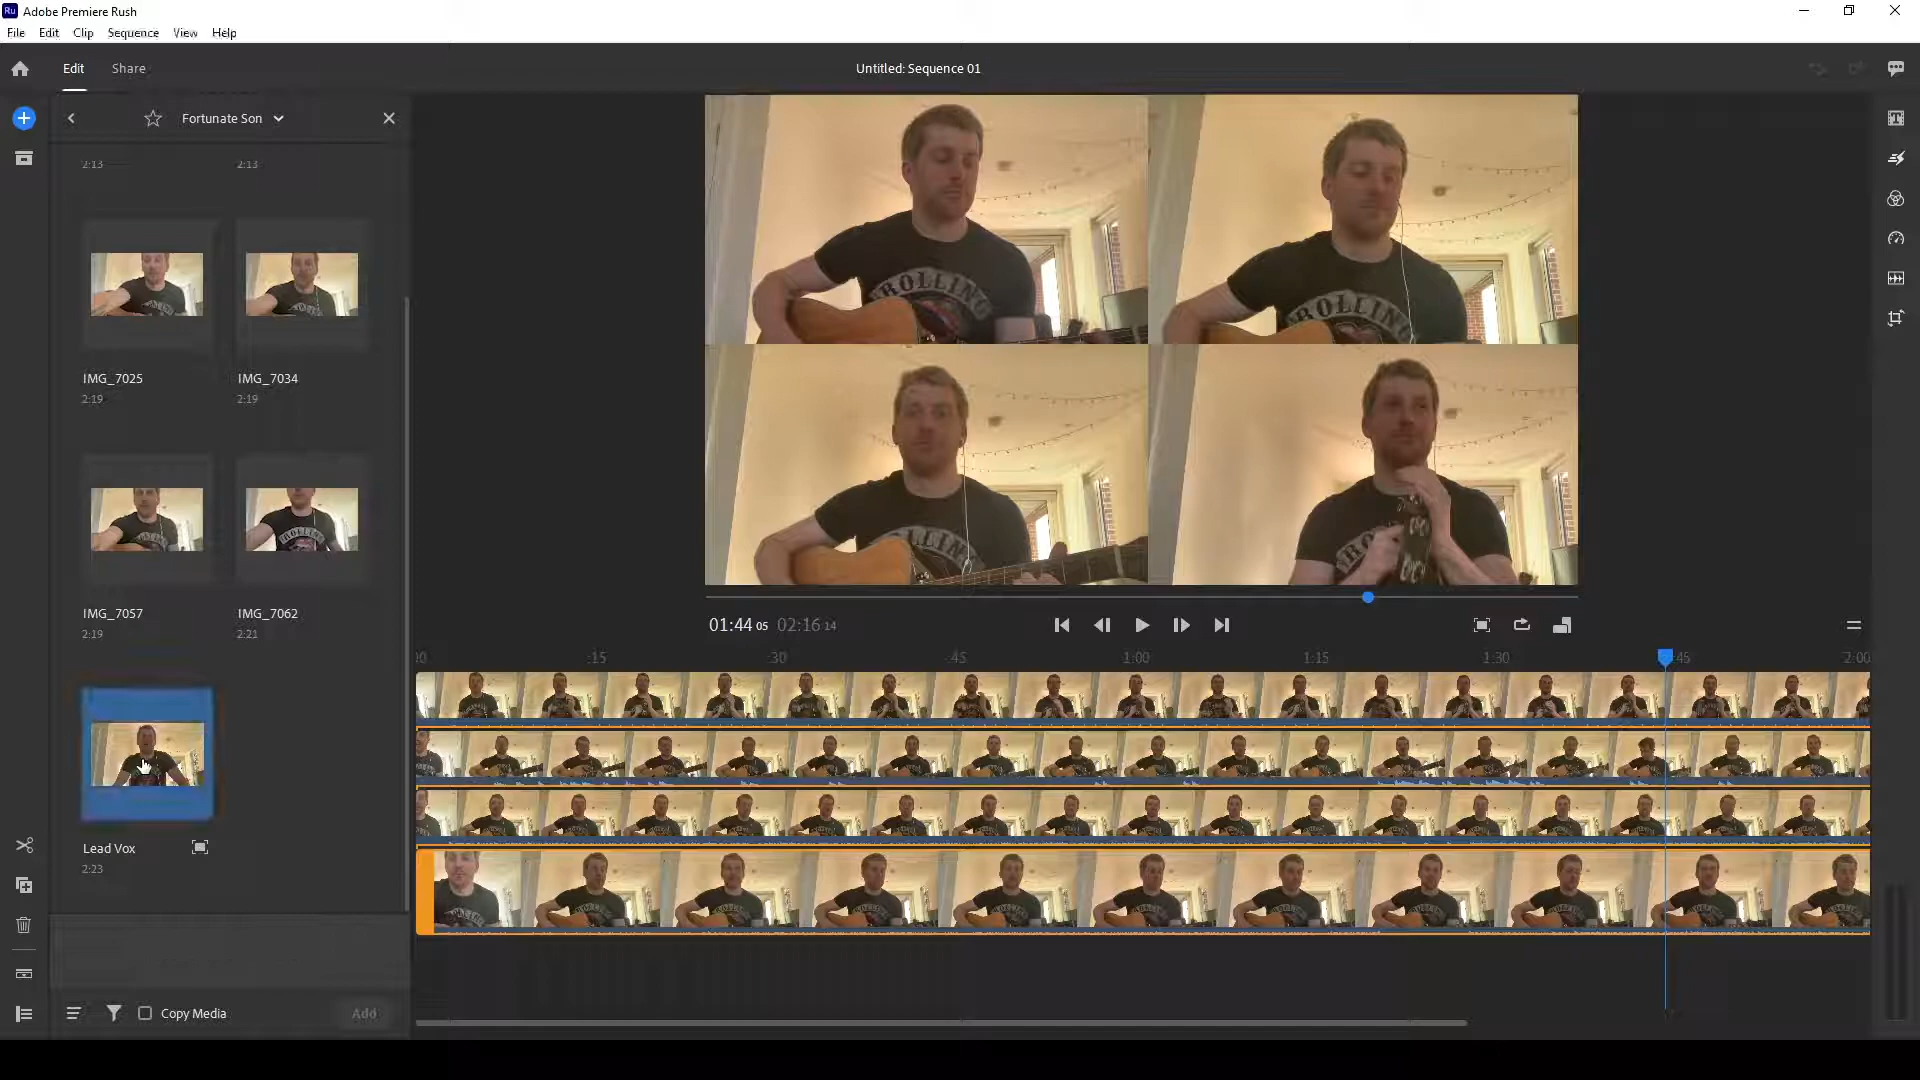 Ru Adobe Premiere Rush
File Edit Clip Sequence View Help
Edit Share Untitled: Sequence 01
Fortunate Son
2:13 2:13
IMG_7025 IMG_7034
2:19 2:19
IMG_7057 IMG_7062
2:19 2:21
Lead Vox
2:23
Copy Media Add
ROLLING
ROLLING
01:44 05 02:16 14
:15 :30 :45 1:00 1:15 1:30 :45 2:00